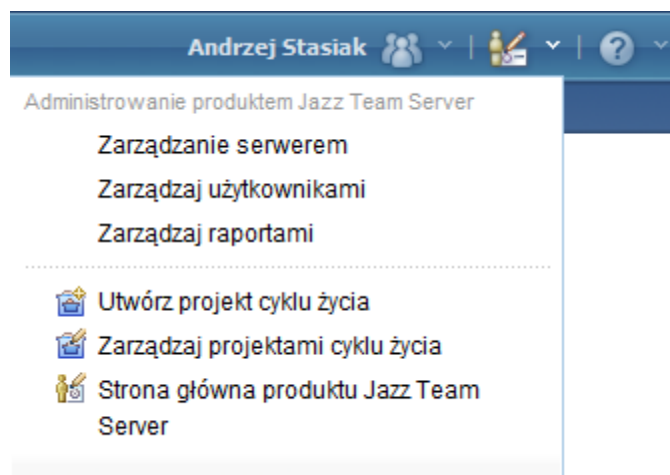 Andrzej Stasiak
Administrowanie produktem Jazz Team Server
Zarządzanie serwerem
Zarządzaj użytkownikami
Zarządzaj raportami
Utwórz projekt cyklu życia
Zarządzaj projektami cyklu życia
Strona główna produktu Jazz Team
Server